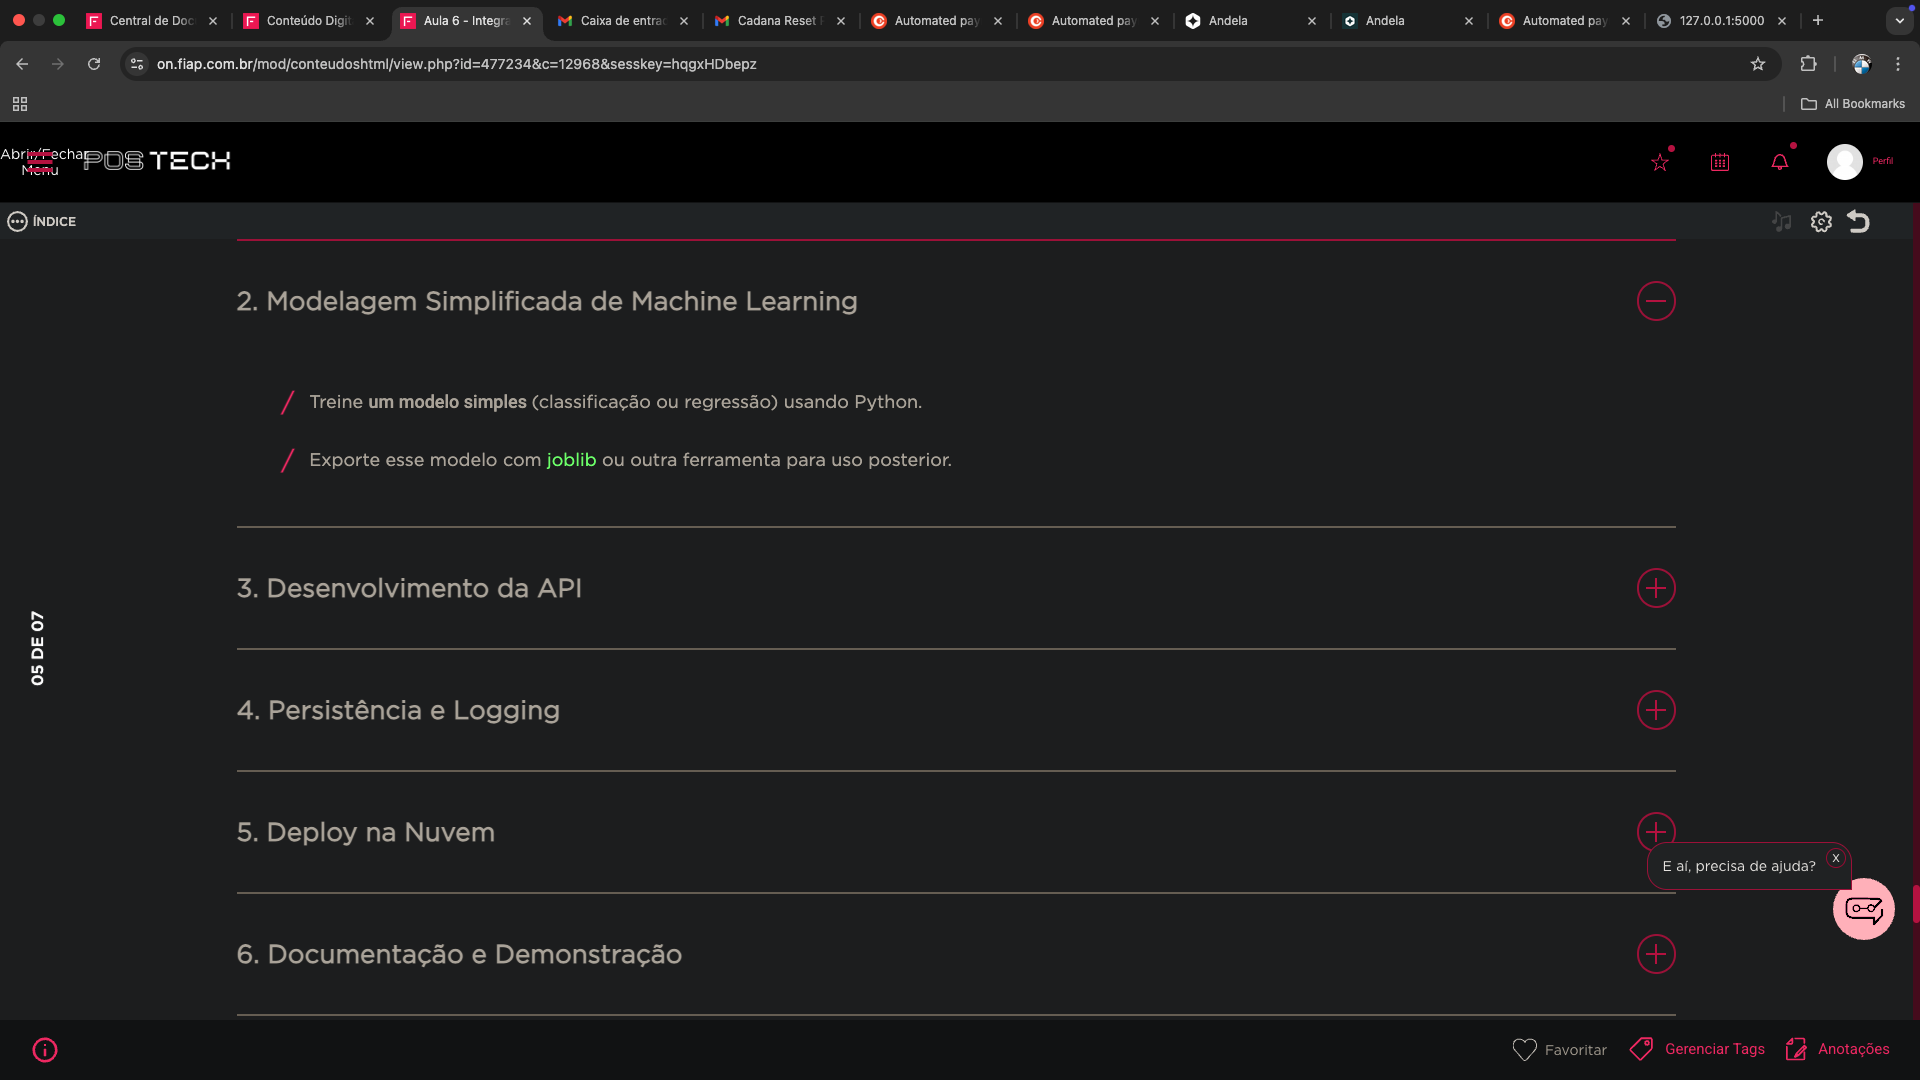 Central de Doc
Conteúdo Digit
Aula 6 - Integra
Caixa de entrad
Cadana Reset P
Automated pay
Automated pay
Andela
Andela
Automated pay
127.0.0.1:5000
on.fiap.com.br/mod/conteudoshtml/view.php?id=477234&c=12968&sesskey=hqgxHDbepz
All Bookmarks
Abrir/Fechar
Menu
POS TECH
Perfil
ÍNDICE
2. Modelagem Simplificada de Machine Learning
Treine um modelo simples (classificação ou regressão) usando Python.
Exporte esse modelo com joblib ou outra ferramenta para uso posterior.
3. Desenvolvimento da API
05 DE 07
4. Persistência e Logging
5. Deploy na Nuvem
E aí, precisa de ajuda?
X
6. Documentação e Demonstração
Favoritar
Gerenciar Tags
Anotações